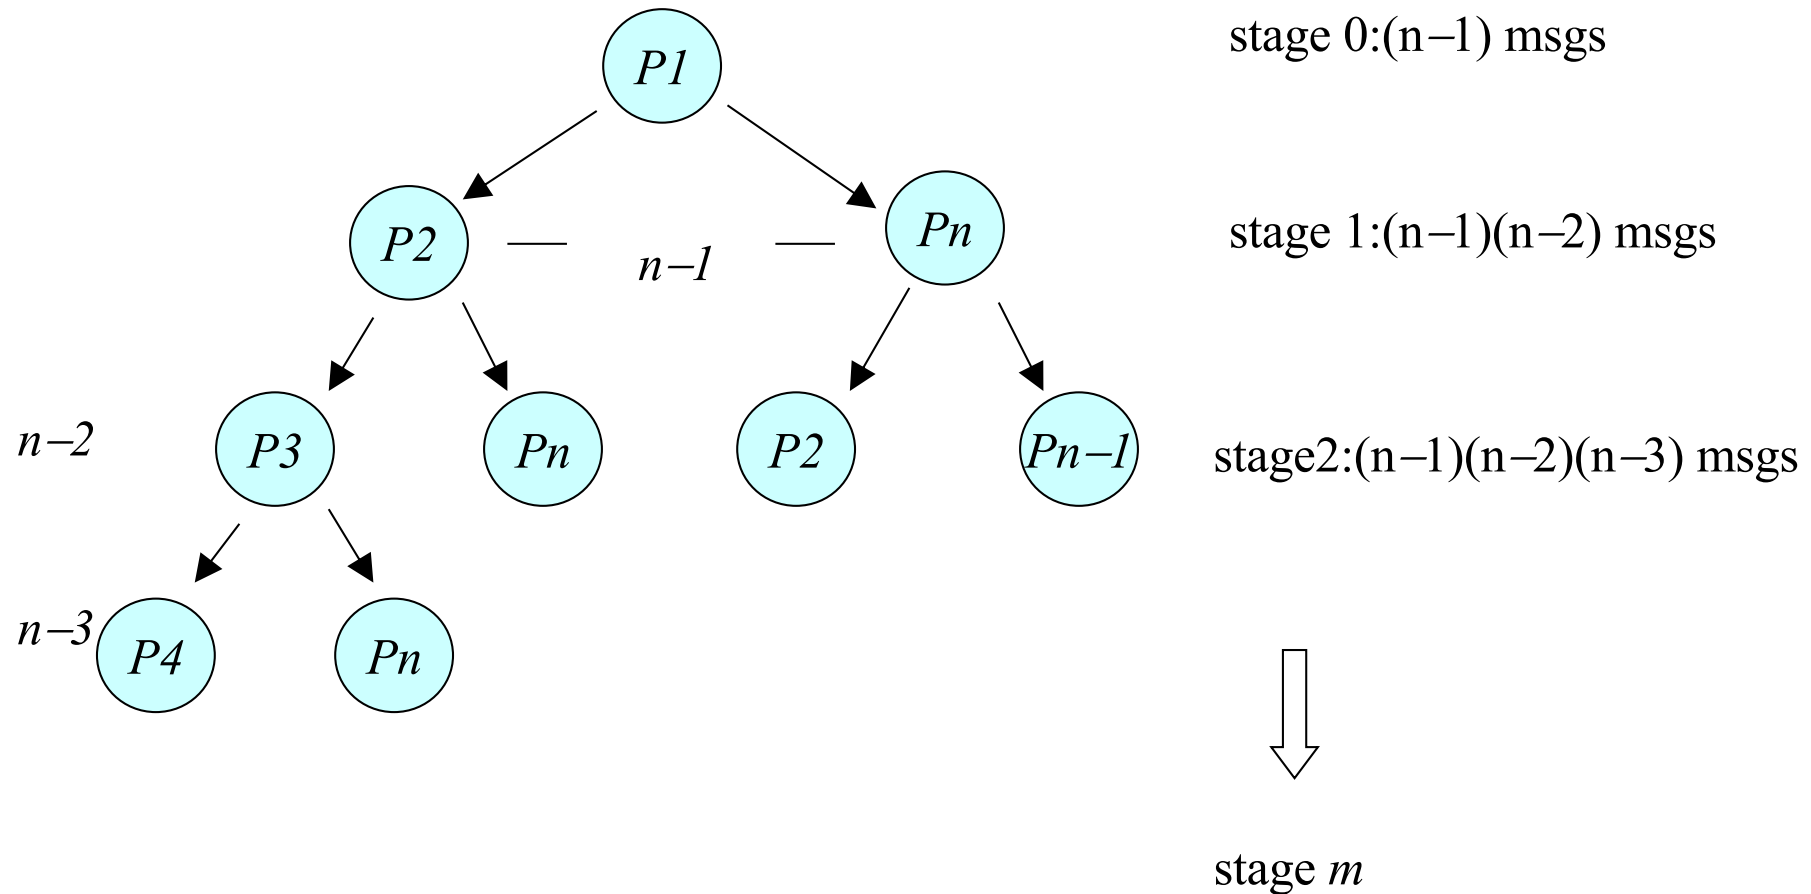 P1
stage 0:(n−1) msgs
P2
n−1
Pn
stage 1:(n−1)(n−2) msgs
n−2
P3
Pn
P2
Pn−1
stage2:(n−1)(n−2)(n−3) msgs
n−3
P4
Pn
stage m